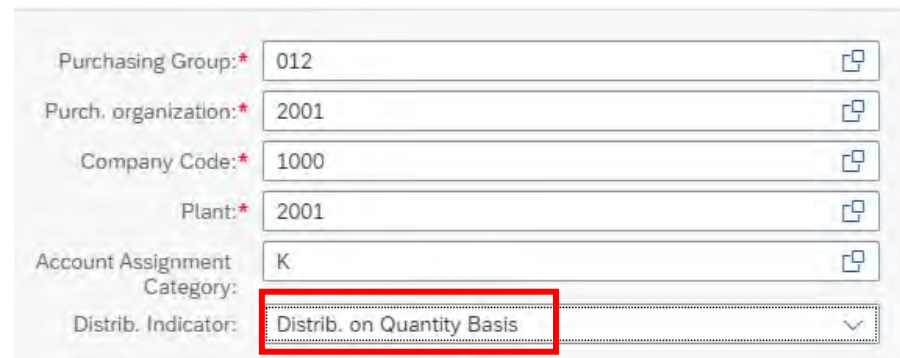 Purchasing Group:* 012
Purch. organization:* 2001
Company Code:* 1000
Plant:* 2001
Account Assignment Category: K
Distrib. Indicator: Distrib. on Quantity Basis